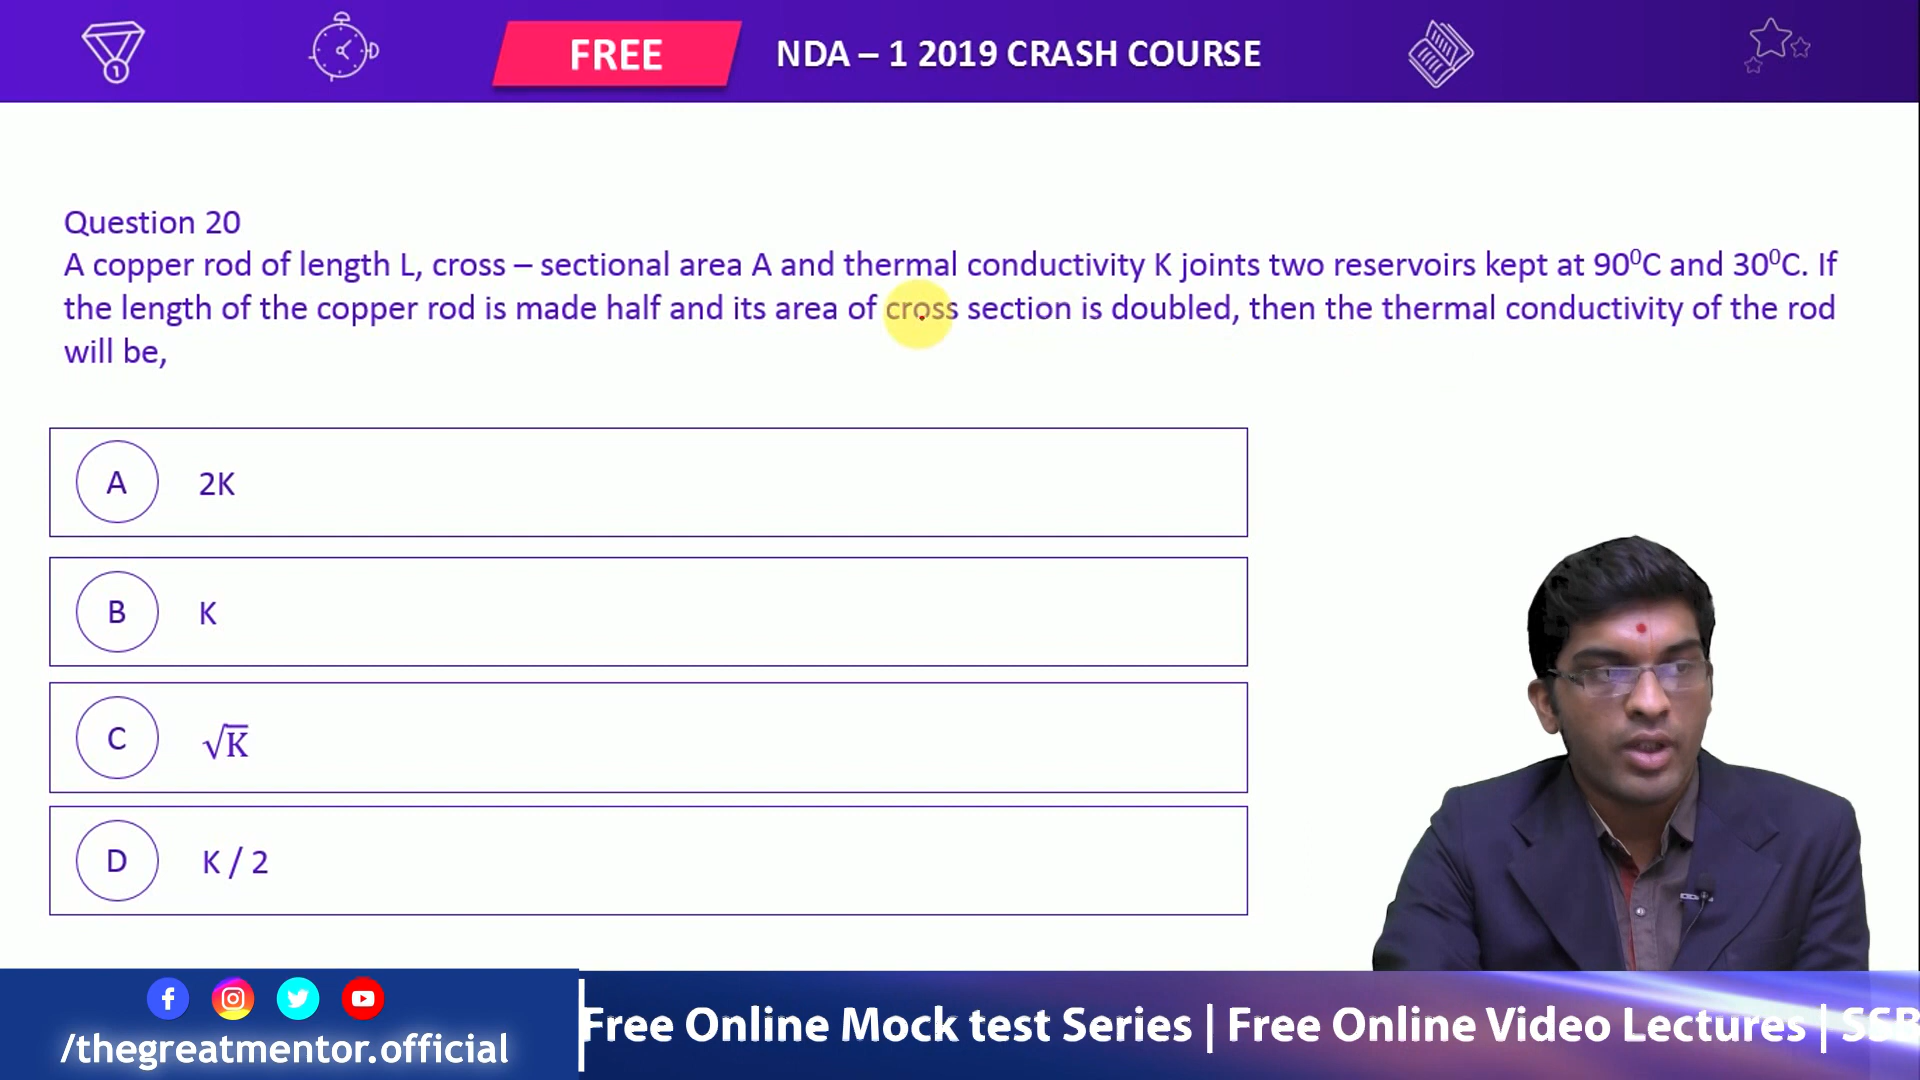 FREE
NDA – 1 2019 CRASH COURSE
1
Question 20
A copper rod of length L, cross – sectional area A and thermal conductivity K joints two reservoirs kept at 90⁰C and 30⁰C. If
the length of the copper rod is made half and its area of cross section is doubled, then the thermal conductivity of the rod
will be,
A 2K
B K
C √K
D K / 2
/thegreatmentor.official
Free Online Mock test Series | Free Online Video Lectures | SSB